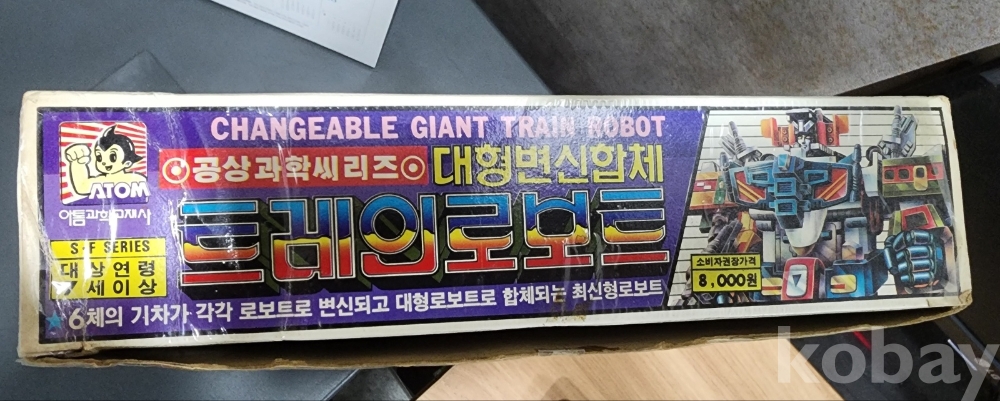 CHANGEABLE GIANT TRAIN ROBOT
공상과학씨리즈
대형변신합체
트레인로보트
ATOM
아톰과학교재사
S·F SERIES
대상연령
7세이상
6체의 기차가 각각 로보트로 변신되고 대형로보트로 합체되는 최신형로보트
소비자권장가격
8,000원
kobay